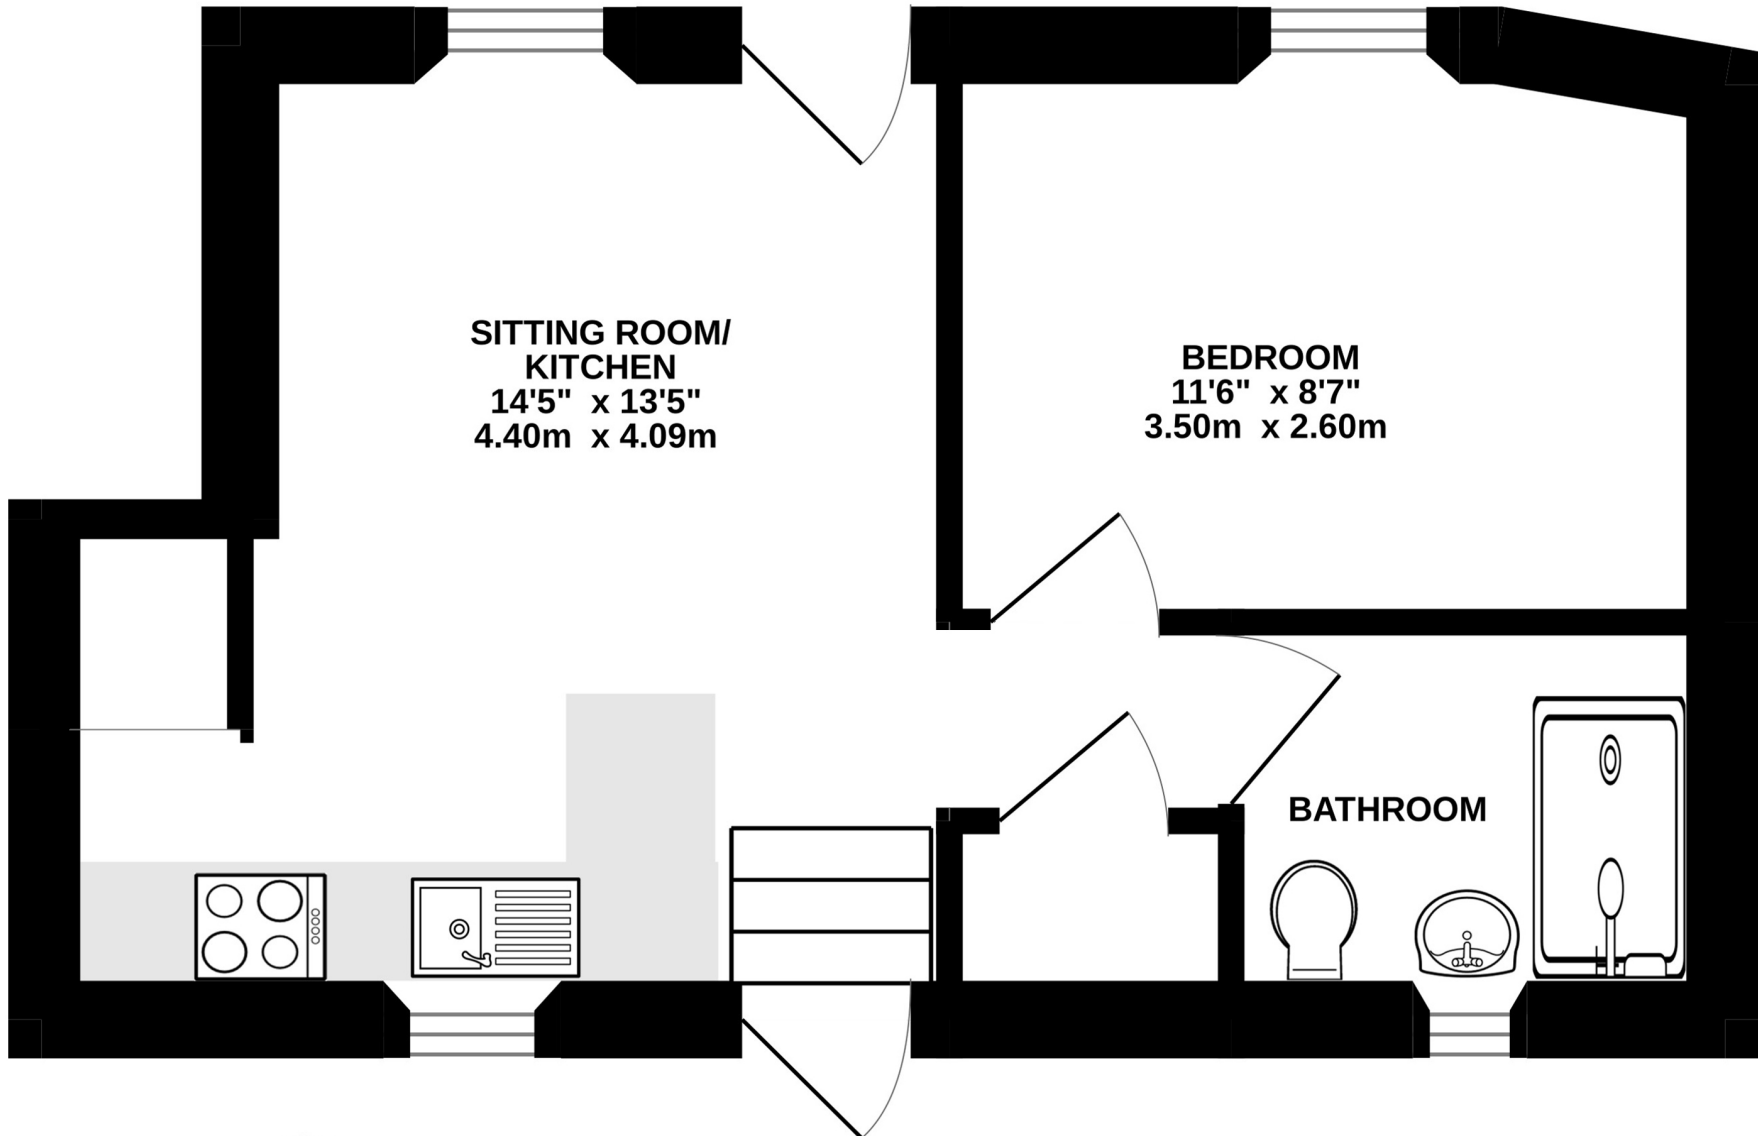 SITTING ROOM/
KITCHEN
14'5" x 13'5"
4.40m x 4.09m
BEDROOM
11'6" x 8'7"
3.50m x 2.60m
BATHROOM